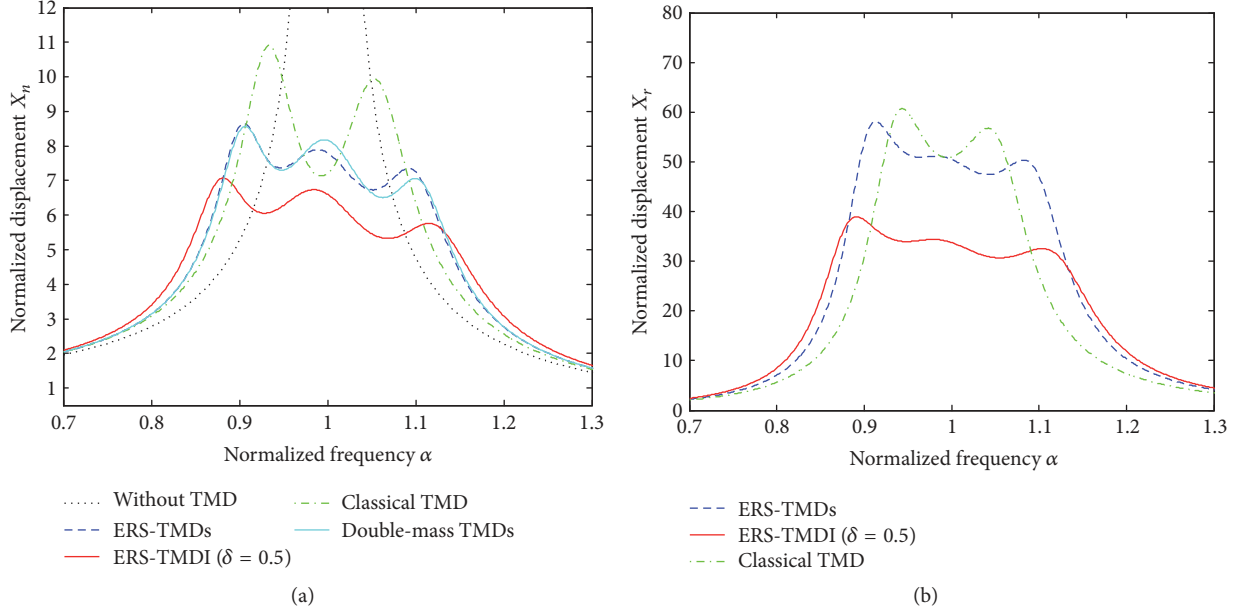 12
11
10
9
8
7
6
5
4
3
2
1
Normalized displacement Xn
0.7
0.8
0.9
1
1.1
1.2
1.3
Normalized frequency α
Without TMD
ERS-TMDs
ERS-TMDI (δ = 0.5)
Classical TMD
Double-mass TMDs
(a)
80
70
60
50
40
30
20
10
0
Normalized displacement Xr
0.7
0.8
0.9
1
1.1
1.2
1.3
Normalized frequency α
ERS-TMDs
ERS-TMDI (δ = 0.5)
Classical TMD
(b)